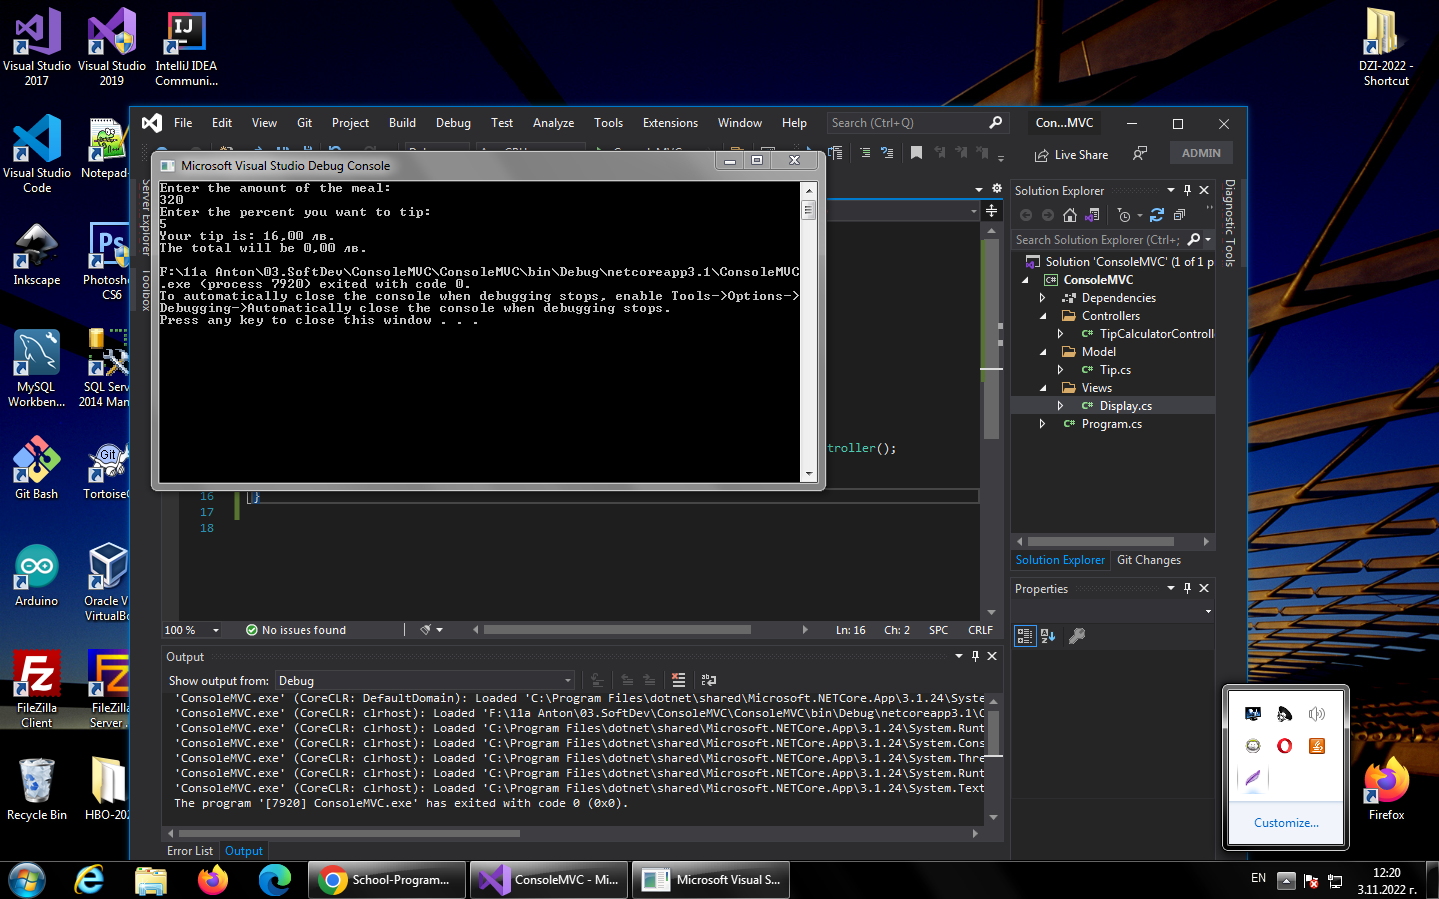 Visual Studio
2017
Visual Studio
2019
IntelliJ IDEA
Communi...
DZI-2022 -
Shortcut
Visual Studio
Code
Notepad
Inkscape
Photosho
CS6
MySQL
Workben...
SQL Serv
2014 Man
Git Bash
Tortoise
Arduino
Oracle V
VirtualBo
FileZilla
Client
FileZilla
Server
Recycle Bin
HBO-202
Firefox
File Edit View Git Project Build Debug Test Analyze Tools Extensions Window Help Search (Ctrl+Q) Con...MVC
Live Share
ADMIN
Server Explorer
Toolbox
Microsoft Visual Studio Debug Console
Enter the amount of the meal:
320
Enter the percent you want to tip:
5
Your tip is: 16,00 лв.
The total will be 0,00 лв.
F:\11a Anton\03.SoftDev\ConsoleMVC\ConsoleMVC\bin\Debug\netcoreapp3.1\ConsoleMVC
.exe (process 7920) exited with code 0.
To automatically close the console when debugging stops, enable Tools->Options->
Debugging->Automatically close the console when debugging stops.
Press any key to close this window . . .
troller();
16 }
17
18
100 % No issues found Ln: 16 Ch: 2 SPC CRLF
Output
Show output from: Debug
'ConsoleMVC.exe' (CoreCLR: DefaultDomain): Loaded 'C:\Program Files\dotnet\shared\Microsoft.NETCore.App\3.1.24\Syste
'ConsoleMVC.exe' (CoreCLR: clrhost): Loaded 'F:\11a Anton\03.SoftDev\ConsoleMVC\ConsoleMVC\bin\Debug\netcoreapp3.1\C
'ConsoleMVC.exe' (CoreCLR: clrhost): Loaded 'C:\Program Files\dotnet\shared\Microsoft.NETCore.App\3.1.24\System.Runt
'ConsoleMVC.exe' (CoreCLR: clrhost): Loaded 'C:\Program Files\dotnet\shared\Microsoft.NETCore.App\3.1.24\System.Cons
'ConsoleMVC.exe' (CoreCLR: clrhost): Loaded 'C:\Program Files\dotnet\shared\Microsoft.NETCore.App\3.1.24\System.Thre
'ConsoleMVC.exe' (CoreCLR: clrhost): Loaded 'C:\Program Files\dotnet\shared\Microsoft.NETCore.App\3.1.24\System.Runt
'ConsoleMVC.exe' (CoreCLR: clrhost): Loaded 'C:\Program Files\dotnet\shared\Microsoft.NETCore.App\3.1.24\System.Text
The program '[7920] ConsoleMVC.exe' has exited with code 0 (0x0).
Error List Output
Solution Explorer
Search Solution Explorer (Ctrl+;
Solution 'ConsoleMVC' (1 of 1 p
ConsoleMVC
Dependencies
Controllers
TipCalculatorControlle
Model
Tip.cs
Views
Display.cs
Program.cs
Solution Explorer Git Changes
Properties
Diagnostic Tools
Customize...
School-Program...
ConsoleMVC - Mi...
Microsoft Visual S...
EN
12:20
3.11.2022 г.